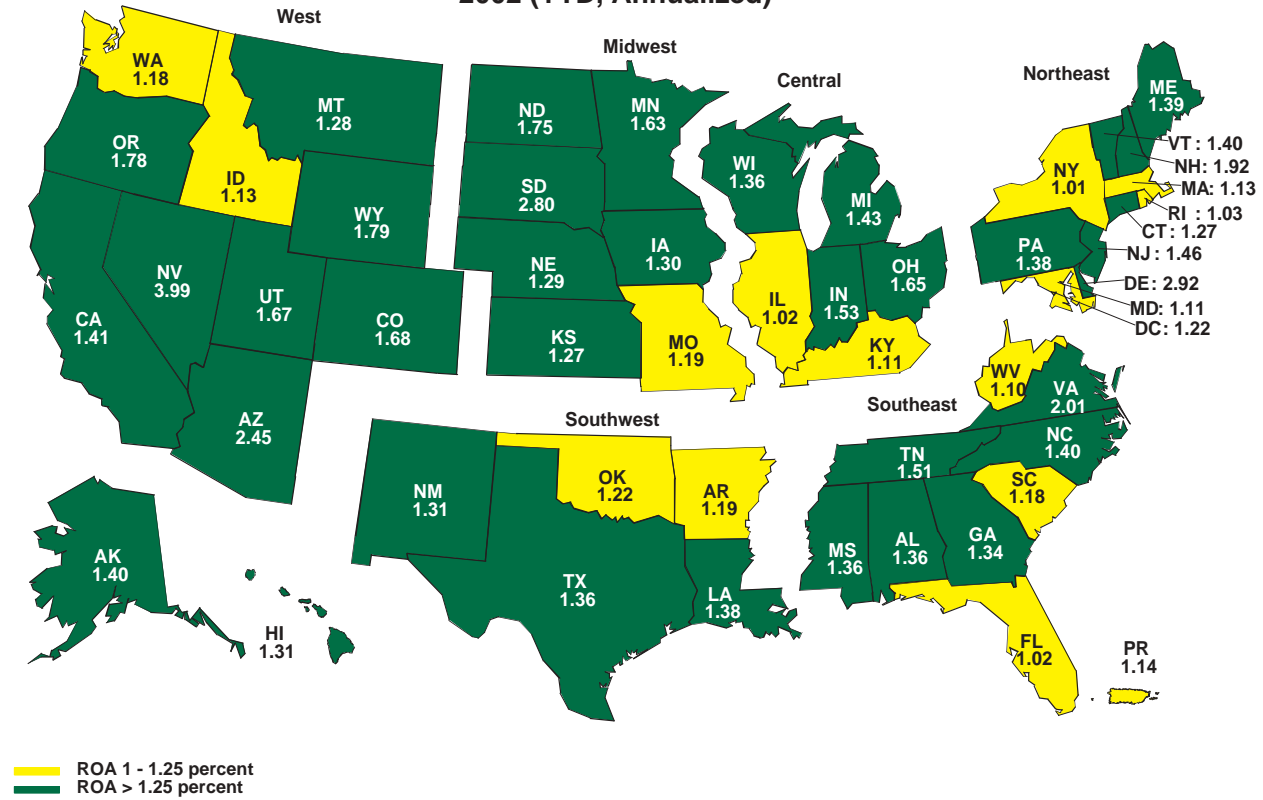 2002 (YTD, Annualized)
West
Midwest
Central
Northeast
WA
1.18
MT
1.28
OR
1.78
ID
1.13
WY
1.79
NV
3.99
UT
1.67
CO
1.68
CA
1.41
AZ
2.45
AK
1.40
HI
1.31
ND
1.75
MN
1.63
SD
2.80
NE
1.29
IA
1.30
KS
1.27
MO
1.19
WI
1.36
MI
1.43
IL
1.02
IN
1.53
OH
1.65
KY
1.11
ME
1.39
NY
1.01
VT : 1.40
NH: 1.92
MA: 1.13
RI : 1.03
CT : 1.27
NJ : 1.46
PA
1.38
DE: 2.92
MD: 1.11
DC: 1.22
Southwest
NM
1.31
OK
1.22
AR
1.19
TX
1.36
LA
1.38
Southeast
WV
1.10
VA
2.01
TN
1.51
NC
1.40
SC
1.18
MS
1.36
AL
1.36
GA
1.34
FL
1.02
PR
1.14
ROA 1 - 1.25 percent
ROA > 1.25 percent